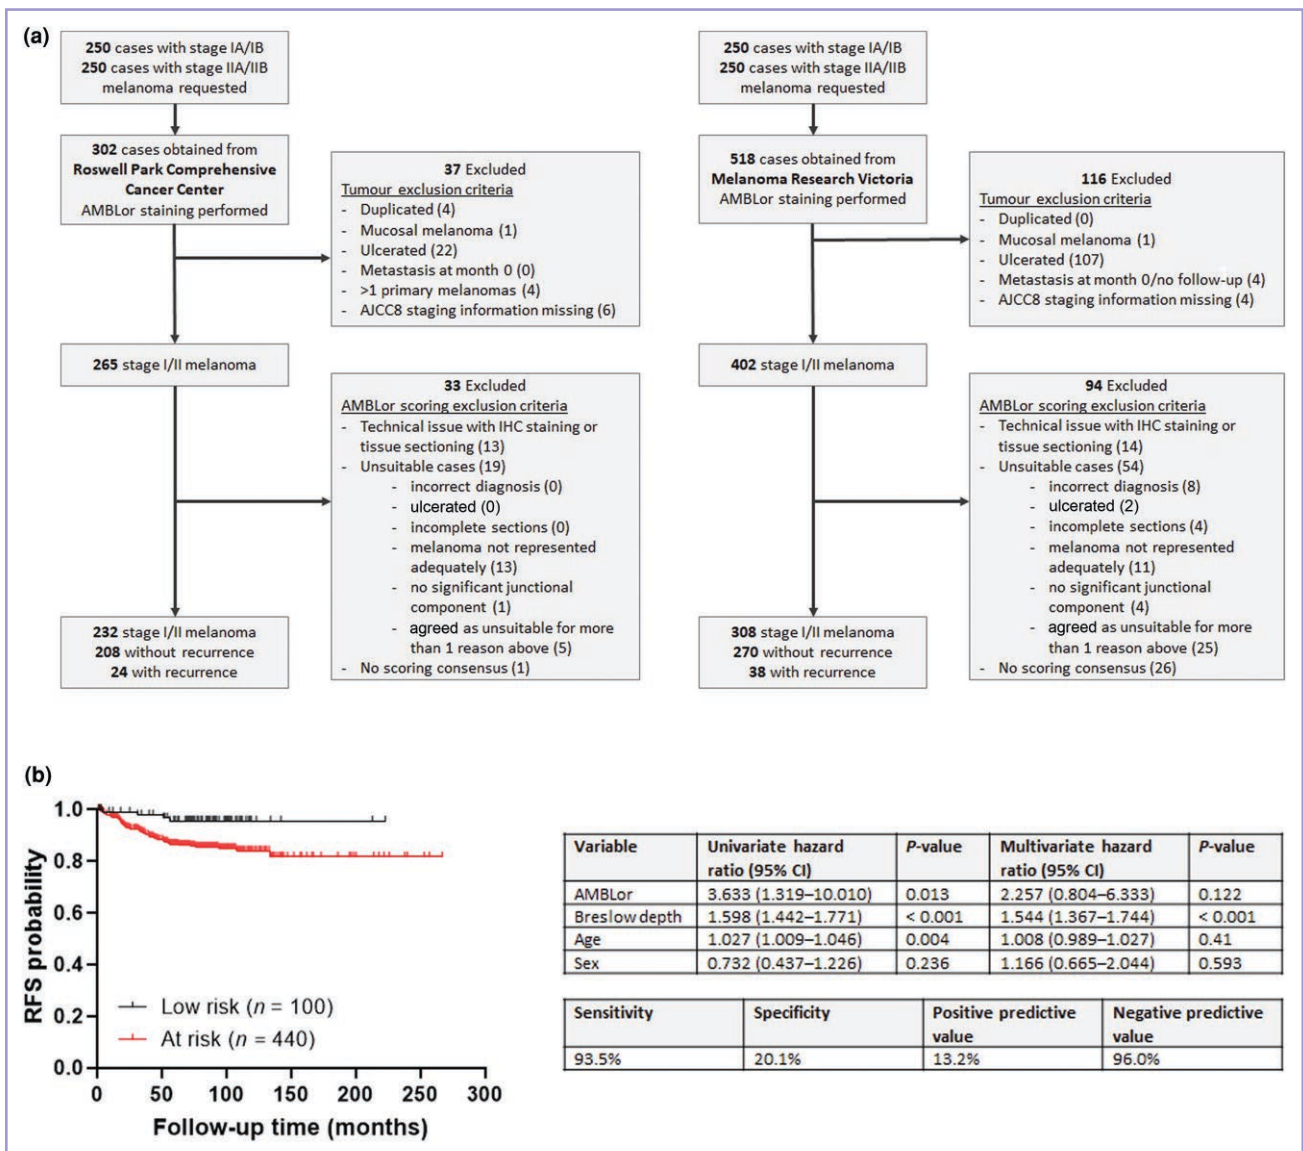 (a)
250 cases with stage IA/IB
250 cases with stage IIA/IIB
melanoma requested
302 cases obtained from
Roswell Park Comprehensive
Cancer Center
AMBLor staining performed
37 Excluded
Tumour exclusion criteria
- Duplicated (4)
- Mucosal melanoma (1)
- Ulcerated (22)
- Metastasis at month 0 (0)
- >1 primary melanomas (4)
- AJCC8 staging information missing (6)
265 stage I/II melanoma
33 Excluded
AMBLor scoring exclusion criteria
- Technical issue with IHC staining or
tissue sectioning (13)
- Unsuitable cases (19)
- incorrect diagnosis (0)
- ulcerated (0)
- incomplete sections (0)
- melanoma not represented
adequately (13)
- no significant junctional
component (1)
- agreed as unsuitable for more
than 1 reason above (5)
- No scoring consensus (1)
232 stage I/II melanoma
208 without recurrence
24 with recurrence
250 cases with stage IA/IB
250 cases with stage IIA/IIB
melanoma requested
518 cases obtained from
Melanoma Research Victoria
AMBLor staining performed
116 Excluded
Tumour exclusion criteria
- Duplicated (0)
- Mucosal melanoma (1)
- Ulcerated (107)
- Metastasis at month 0/no follow-up (4)
- AJCC8 staging information missing (4)
402 stage I/II melanoma
94 Excluded
AMBLor scoring exclusion criteria
- Technical issue with IHC staining or
tissue sectioning (14)
- Unsuitable cases (54)
- incorrect diagnosis (8)
- ulcerated (2)
- incomplete sections (4)
- melanoma not represented
adequately (11)
- no significant junctional
component (4)
- agreed as unsuitable for more
than 1 reason above (25)
- No scoring consensus (26)
308 stage I/II melanoma
270 without recurrence
38 with recurrence
(b)
RFS probability
1.0
0.8
0.6
0.4
0.2
0.0
Low risk (n = 100)
At risk (n = 440)
0 50 100 150 200 250 300
Follow-up time (months)
Variable Univariate hazard ratio (95% CI) P-value Multivariate hazard ratio (95% CI) P-value
AMBLor 3.633 (1.319–10.010) 0.013 2.257 (0.804–6.333) 0.122
Breslow depth 1.598 (1.442–1.771) < 0.001 1.544 (1.367–1.744) < 0.001
Age 1.027 (1.009–1.046) 0.004 1.008 (0.989–1.027) 0.41
Sex 0.732 (0.437–1.226) 0.236 1.166 (0.665–2.044) 0.593
Sensitivity Specificity Positive predictive value Negative predictive value
93.5% 20.1% 13.2% 96.0%